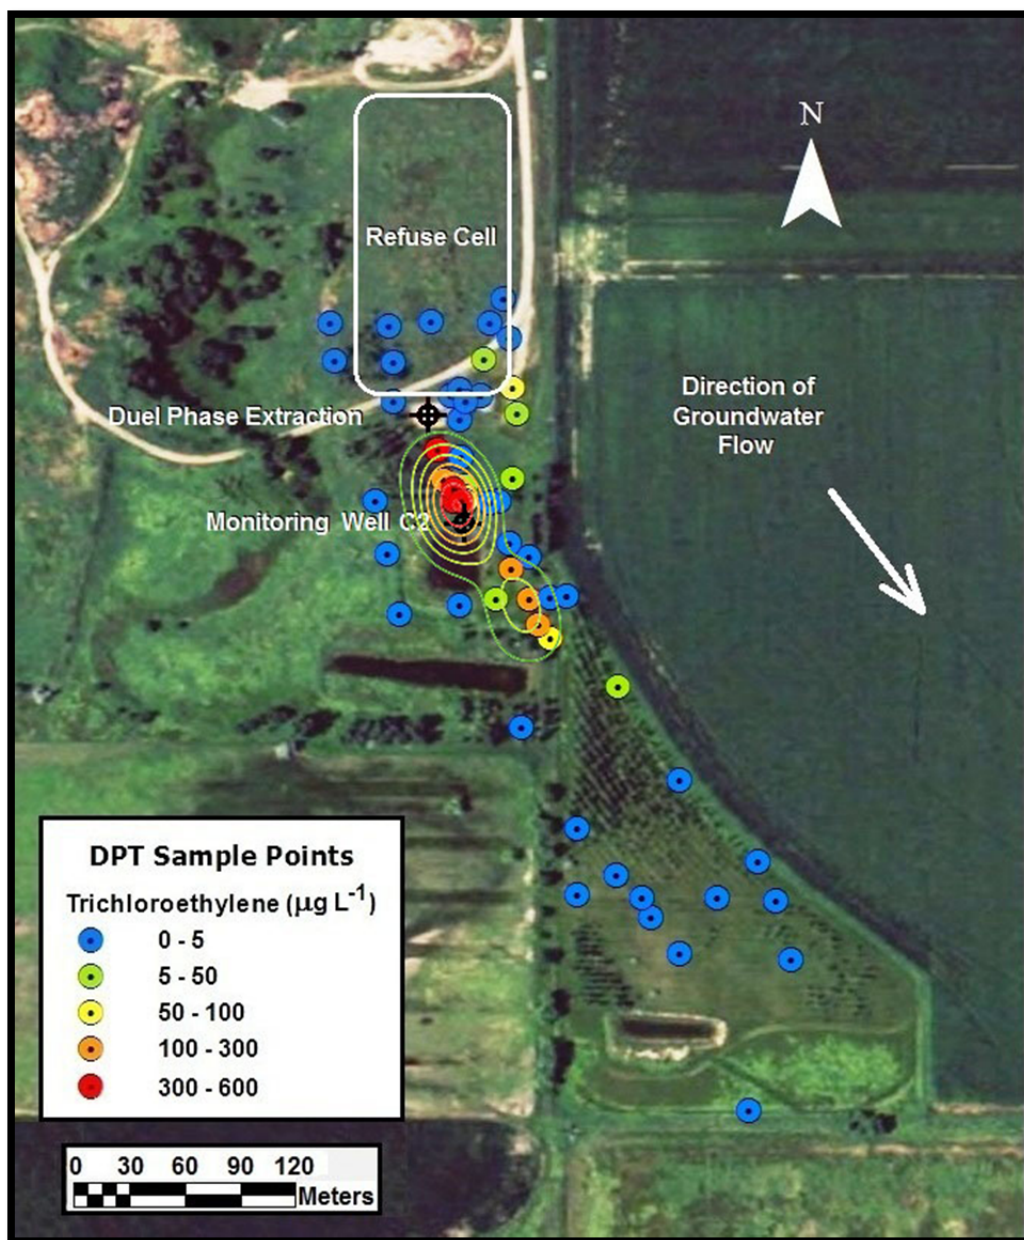 N
Refuse Cell
Direction of
Groundwater
Flow
Duel Phase Extraction
Monitoring Well C2
DPT Sample Points
Trichloroethylene (µg L-1)
0 - 5
5 - 50
50 - 100
100 - 300
300 - 600
0 30 60 90 120
Meters